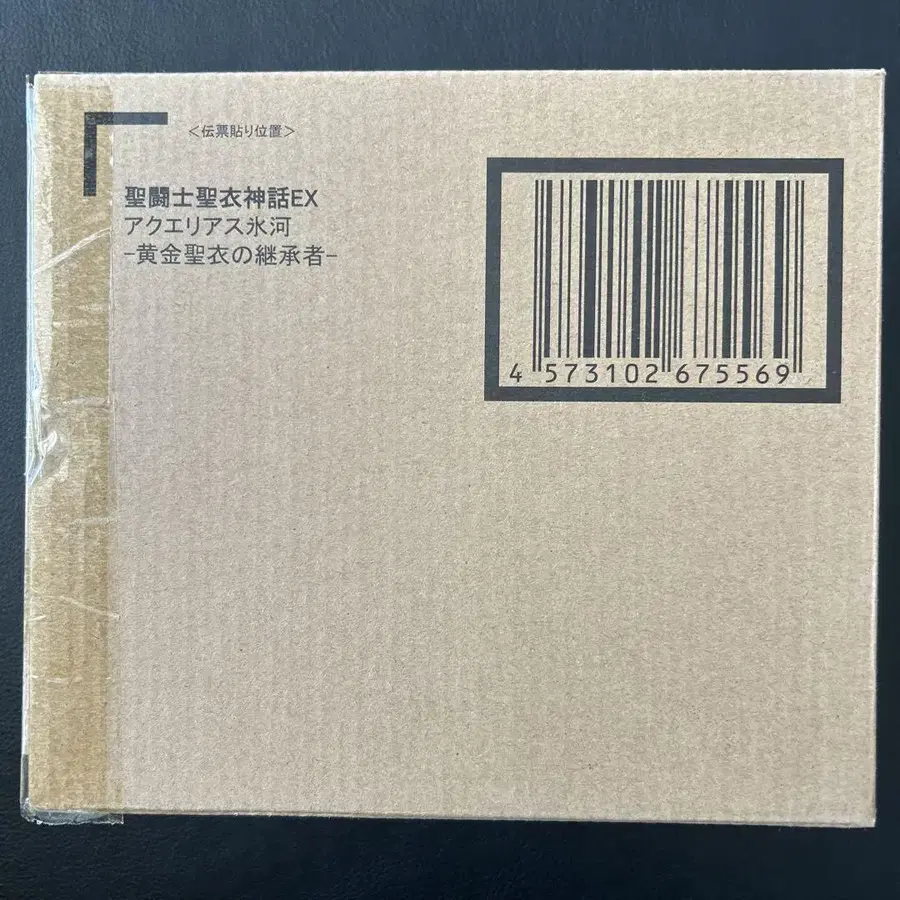 ＜伝票貼り位置＞
聖闘士聖衣神話EX
アクエリアス氷河
-黄金聖衣の継承者-
4 573102 675569